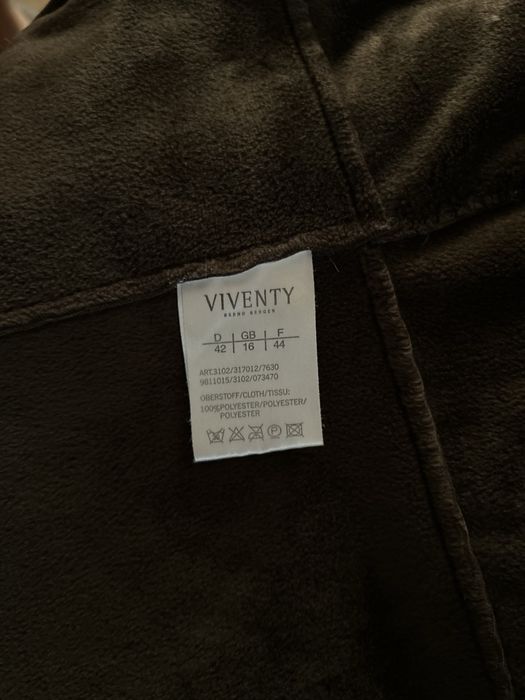 VIVENTY
BERND BERGER
D | GB | F
42 | 16 | 44
ART.3102/317012/7630
9811015/3102/073470
OBERSTOFF/CLOTH/TISSU:
100%POLYESTER/POLYESTER/
POLYESTER
P